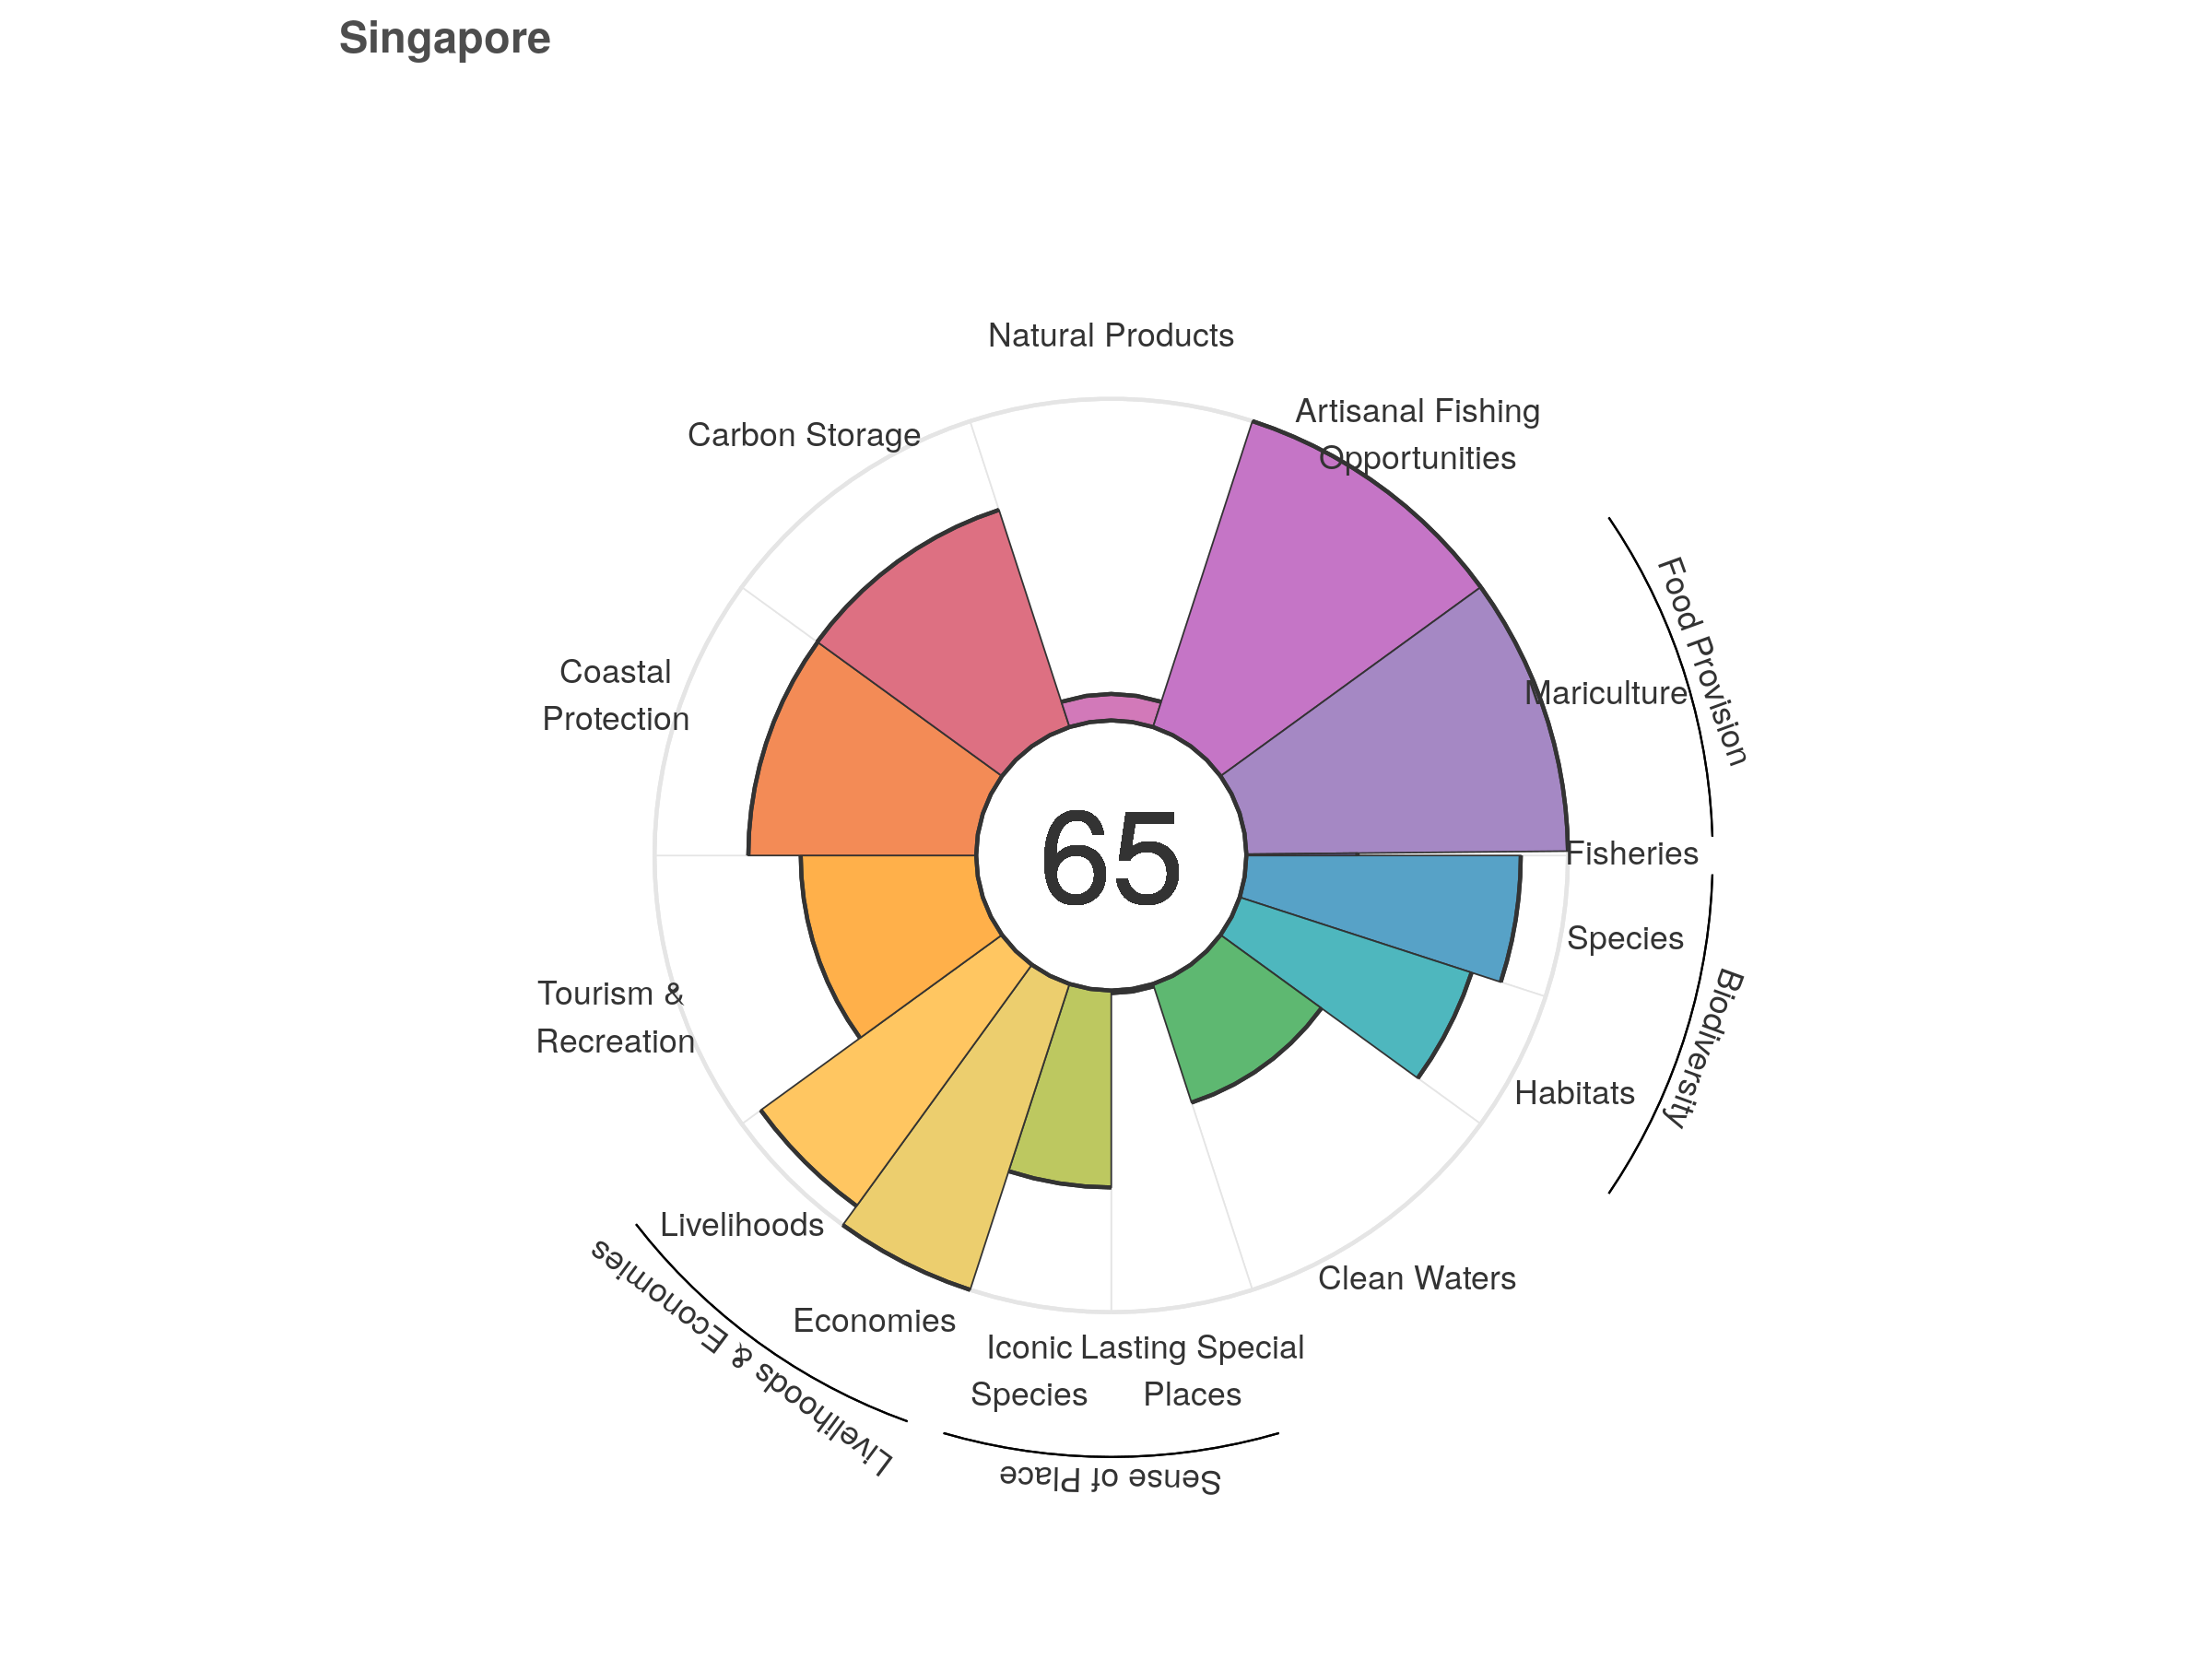 Singapore
Natural Products
Artisanal Fishing
Opportunities
Carbon Storage
Food Provision
Coastal
Protection
Mariculture
65
Fisheries
Species
Biodiversity
Tourism &
Recreation
Habitats
Livelihoods
Clean Waters
Economies
Livelihoods & Economies
Iconic
Species
Lasting Special
Places
Sense of Place